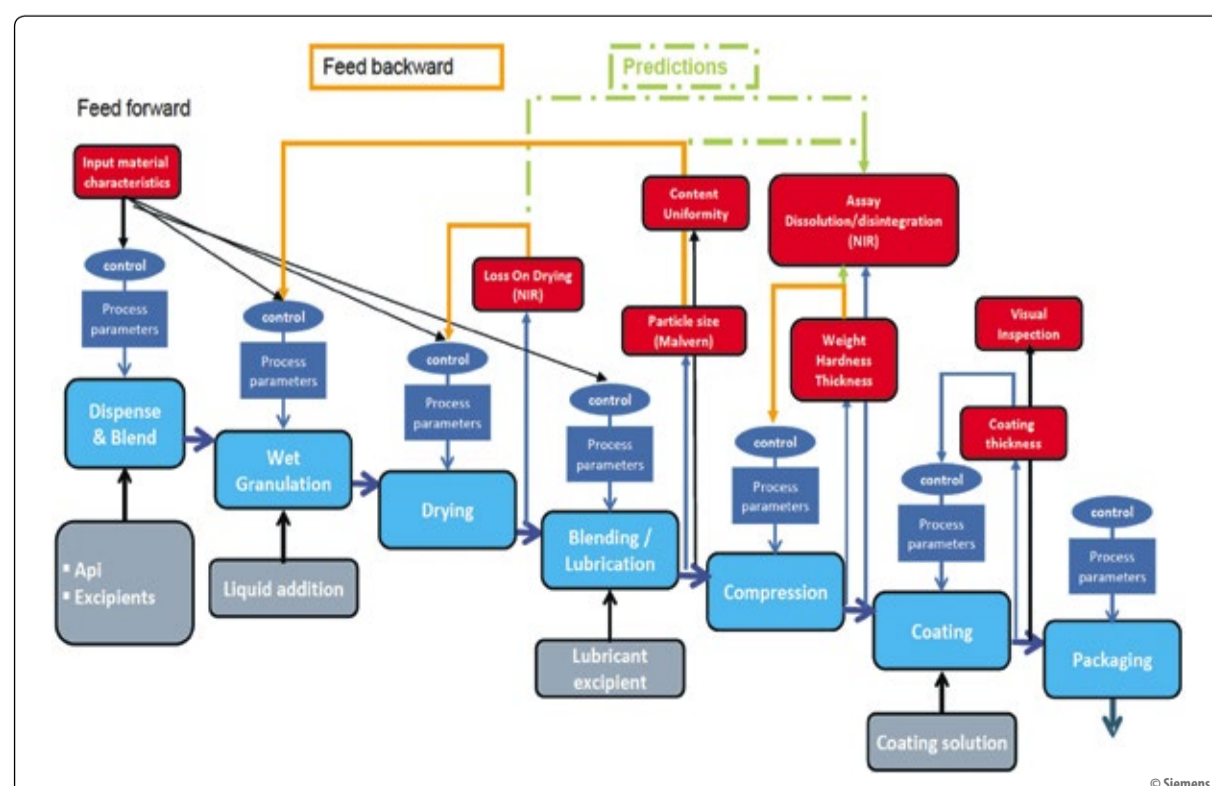 Feed backward
Predictions
Feed forward
Input material
characteristics
control
Process
parameters
Dispense
& Blend
▪ Api
▪ Excipients
control
Process
parameters
Wet
Granulation
Liquid addition
Loss On Drying
(NIR)
control
Process
parameters
Drying
control
Process
parameters
Blending /
Lubrication
Lubricant
excipient
Content
Uniformity
Particle size
(Malvern)
Assay
Dissolution/disintegration
(NIR)
Weight
Hardness
Thickness
control
Process
parameters
Compression
Visual
Inspection
Coating
thickness
control
Process
parameters
Coating
Coating solution
control
Process
parameters
Packaging
© Siemens